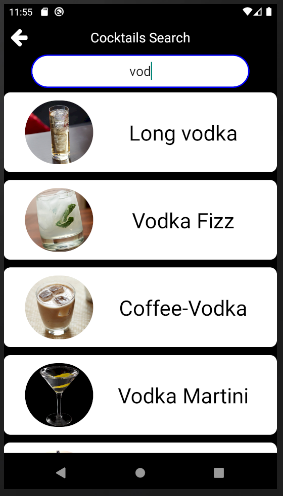 11:55
Cocktails Search
vod
Long vodka
Vodka Fizz
Coffee-Vodka
Vodka Martini